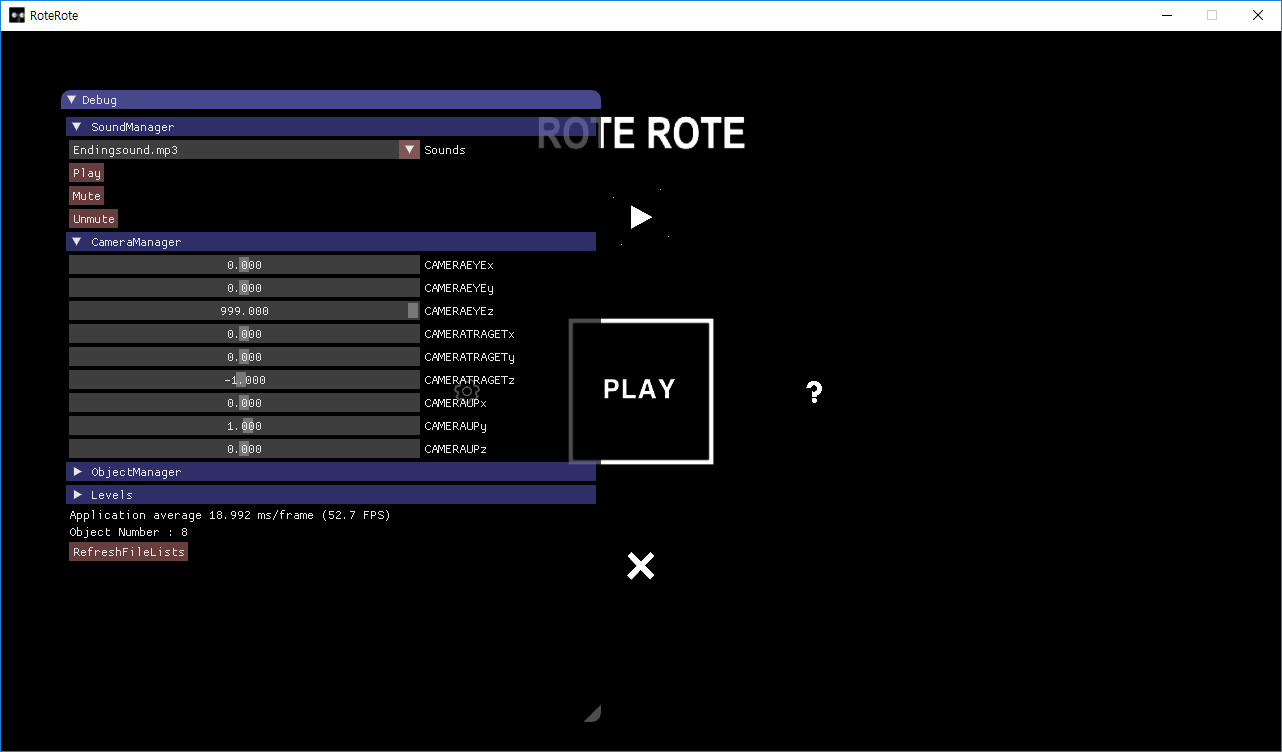 RoteRote
Debug
SoundManager
ROTE ROTE
Endingsound.mp3 Sounds
Play
Mute
Unmute
CameraManager
0.000 CAMERAEYEx
0.000 CAMERAEYEy
999.000 CAMERAEYEz
0.000 CAMERATRAGETx
0.000 CAMERATRAGETy
-1.000 CAMERATRAGETz
0.000 CAMERAUPx
1.000 CAMERAUPy
0.000 CAMERAUPz
PLAY
?
ObjectManager
Levels
Application average 18.992 ms/frame (52.7 FPS)
Object Number : 8
RefreshFileLists